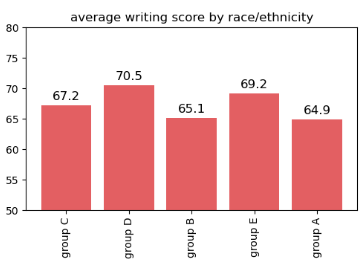 average writing score by race/ethnicity
80
75
70
65
60
55
50
67.2
70.5
65.1
69.2
64.9
group C
group D
group B
group E
group A